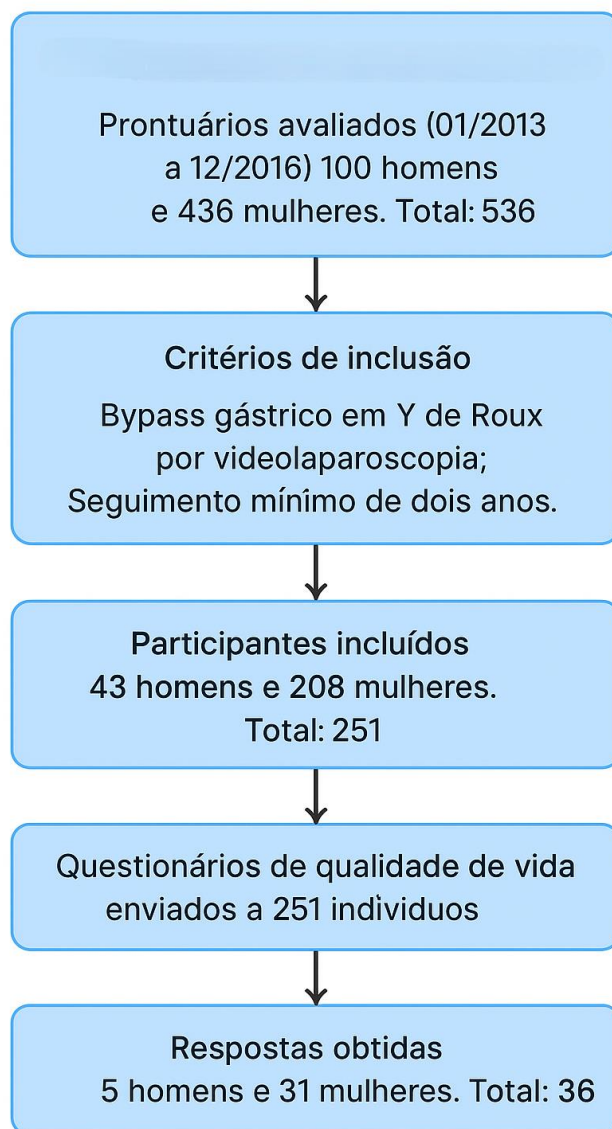 Prontuários avaliados (01/2013
a 12/2016) 100 homens
e 436 mulheres. Total: 536
Critérios de inclusão
Bypass gástrico em Y de Roux
por videolaparoscopia;
Seguimento mínimo de dois anos.
Participantes incluídos
43 homens e 208 mulheres.
Total: 251
Questionários de qualidade de vida
enviados a 251 individuos
Respostas obtidas
5 homens e 31 mulheres. Total: 36